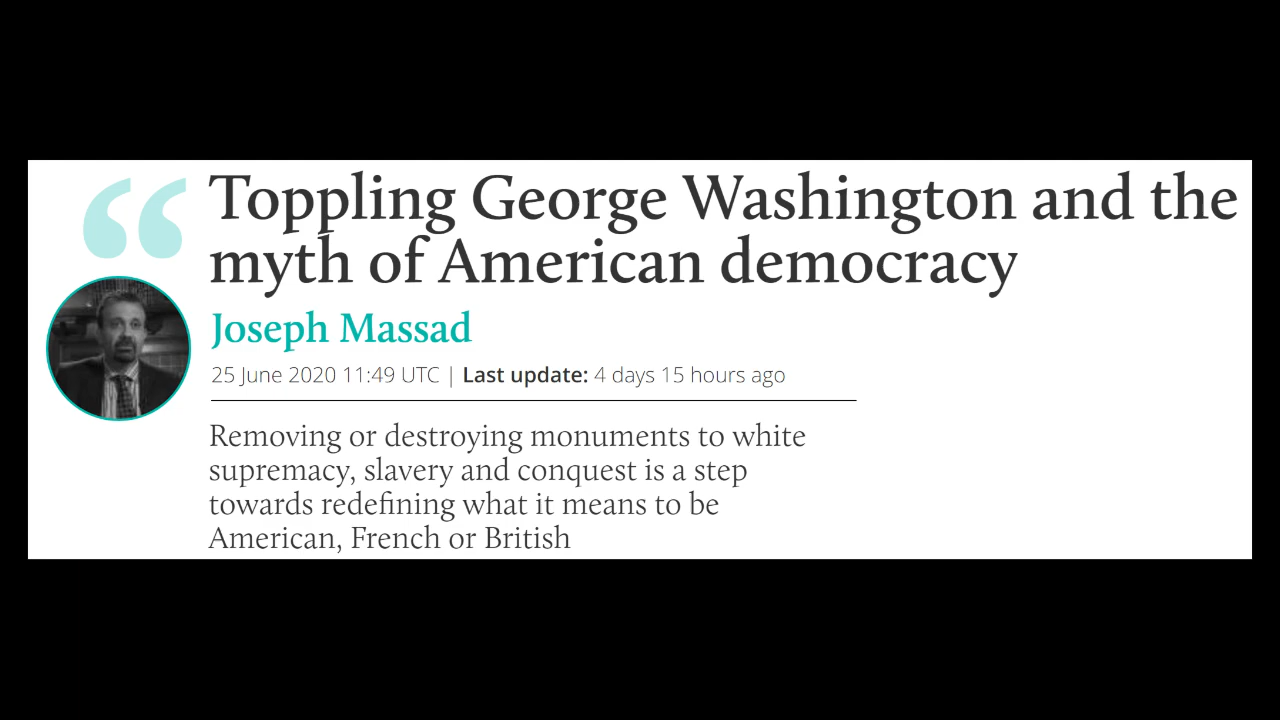 “
Toppling George Washington and the
myth of American democracy
Joseph Massad
25 June 2020 11:49 UTC | Last update: 4 days 15 hours ago
Removing or destroying monuments to white
supremacy, slavery and conquest is a step
towards redefining what it means to be
American, French or British